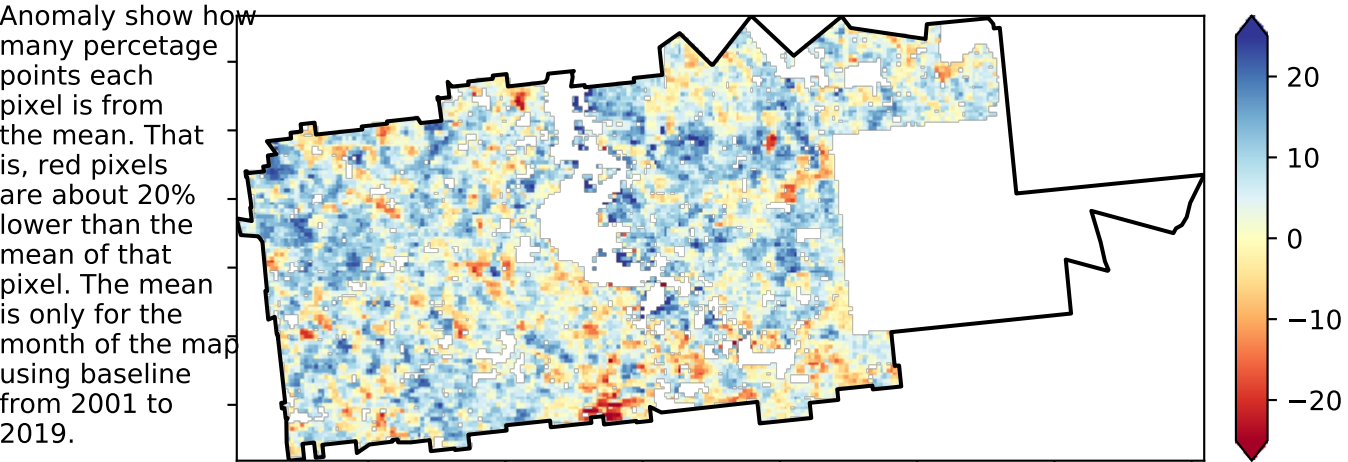 Anomaly show how
many percetage
points each
pixel is from
the mean. That
is, red pixels
are about 20%
lower than the
mean of that
pixel. The mean
is only for the
month of the map
using baseline
from 2001 to
2019.
20
10
0
−10
−20